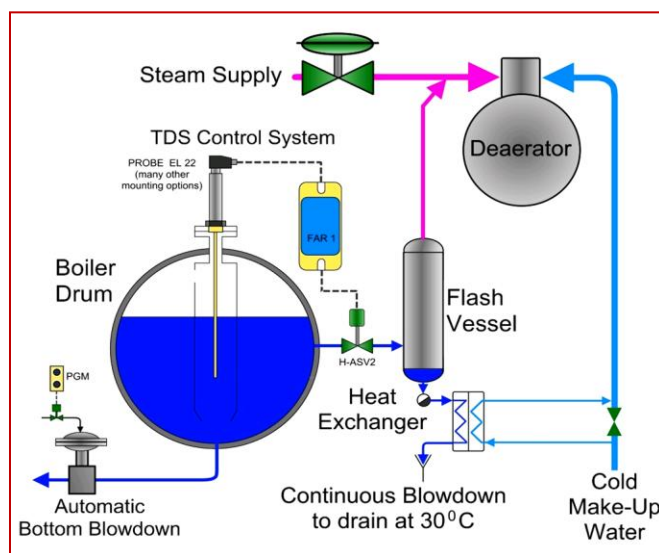 Steam Supply
Deaerator
TDS Control System
PROBE EL 22
(many other
mounting options)
FAR 1
Boiler
Drum
Flash
Vessel
H-ASV2
PGM
Heat
Exchanger
Automatic
Bottom Blowdown
Continuous Blowdown
to drain at 30⁰C
Cold
Make-Up
Water